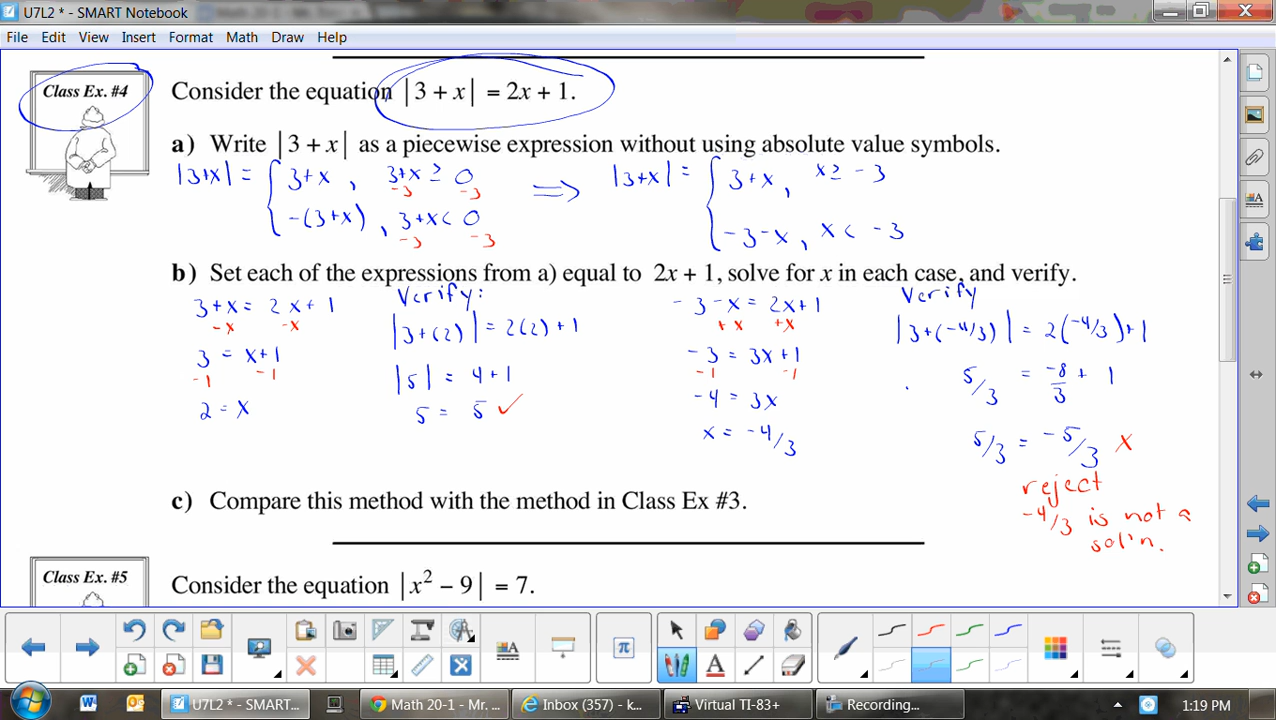 U7L2 * - SMART Notebook
Math 20-1 - Mr.
File Edit View Insert Format Math Draw Help
Class Ex. #4
Consider the equation |3 + x| = 2x + 1.
a) Write |3 + x| as a piecewise expression without using absolute value symbols.
|3+x| = { 3+x , 3+x ≥ 0 ⟹ |3+x| = { 3+x , x ≥ -3
-3 -3
-(3+x) , 3+x < 0 -3-x , x < -3
-3 -3
b) Set each of the expressions from a) equal to 2x + 1, solve for x in each case, and verify.
3+x = 2x+1 Verify: -3-x = 2x+1 Verify
-x -x |3+(2)| = 2(2)+1 +x +x |3+(-4/3)| = 2(-4/3)+1
3 = x+1 -3 = 3x+1
-1 -1 |5| = 4+1 -1 -1 5/3 = -8/3 + 1
2 = x 5 = 5 ✓ -4 = 3x
x = -4/3 5/3 = -5/3 x
reject
-4/3 is not a
sol'n.
c) Compare this method with the method in Class Ex #3.
Class Ex. #5
Consider the equation |x² − 9| = 7.
U7L2 * - SMART... Math 20-1 - Mr. ... Inbox (357) - k... Virtual TI-83+ Recording... 1:19 PM